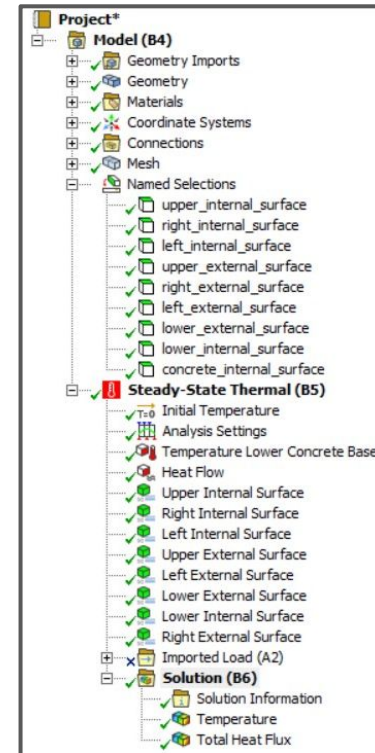 Project*
Model (B4)
Geometry Imports
Geometry
Materials
Coordinate Systems
Connections
Mesh
Named Selections
upper_internal_surface
right_internal_surface
left_internal_surface
upper_external_surface
right_external_surface
left_external_surface
lower_external_surface
lower_internal_surface
concrete_internal_surface
Steady-State Thermal (B5)
T=0 Initial Temperature
Analysis Settings
Temperature Lower Concrete Base
Heat Flow
Upper Internal Surface
Right Internal Surface
Left Internal Surface
Upper External Surface
Left External Surface
Lower External Surface
Lower Internal Surface
Right External Surface
Imported Load (A2)
Solution (B6)
Solution Information
Temperature
Total Heat Flux